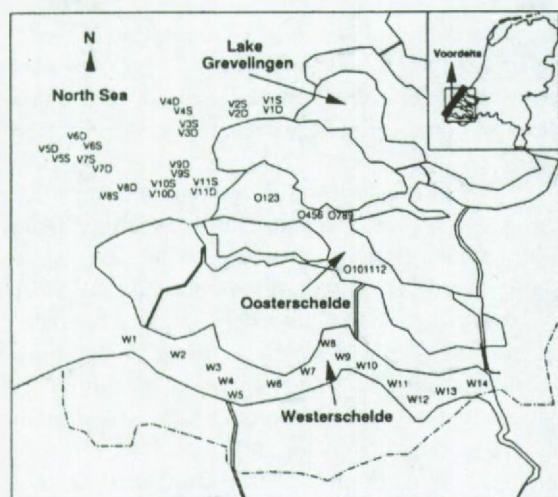 N
North Sea
Lake
Grevelingen
Voordelta
V4D
V4S
V2S
V2D
V1S
V1D
V3S
V3D
V6D
V6S
V5D
V5S
V7S
V7D
V9D
V9S
V8D
V8S
V10S
V10D
V11S
V11D
O123
O456 O789
O101112
Oosterschelde
W1
W2
W3
W4
W5
W6
W7
W8
W9
W10
W11
W12
W13
W14
Westerschelde